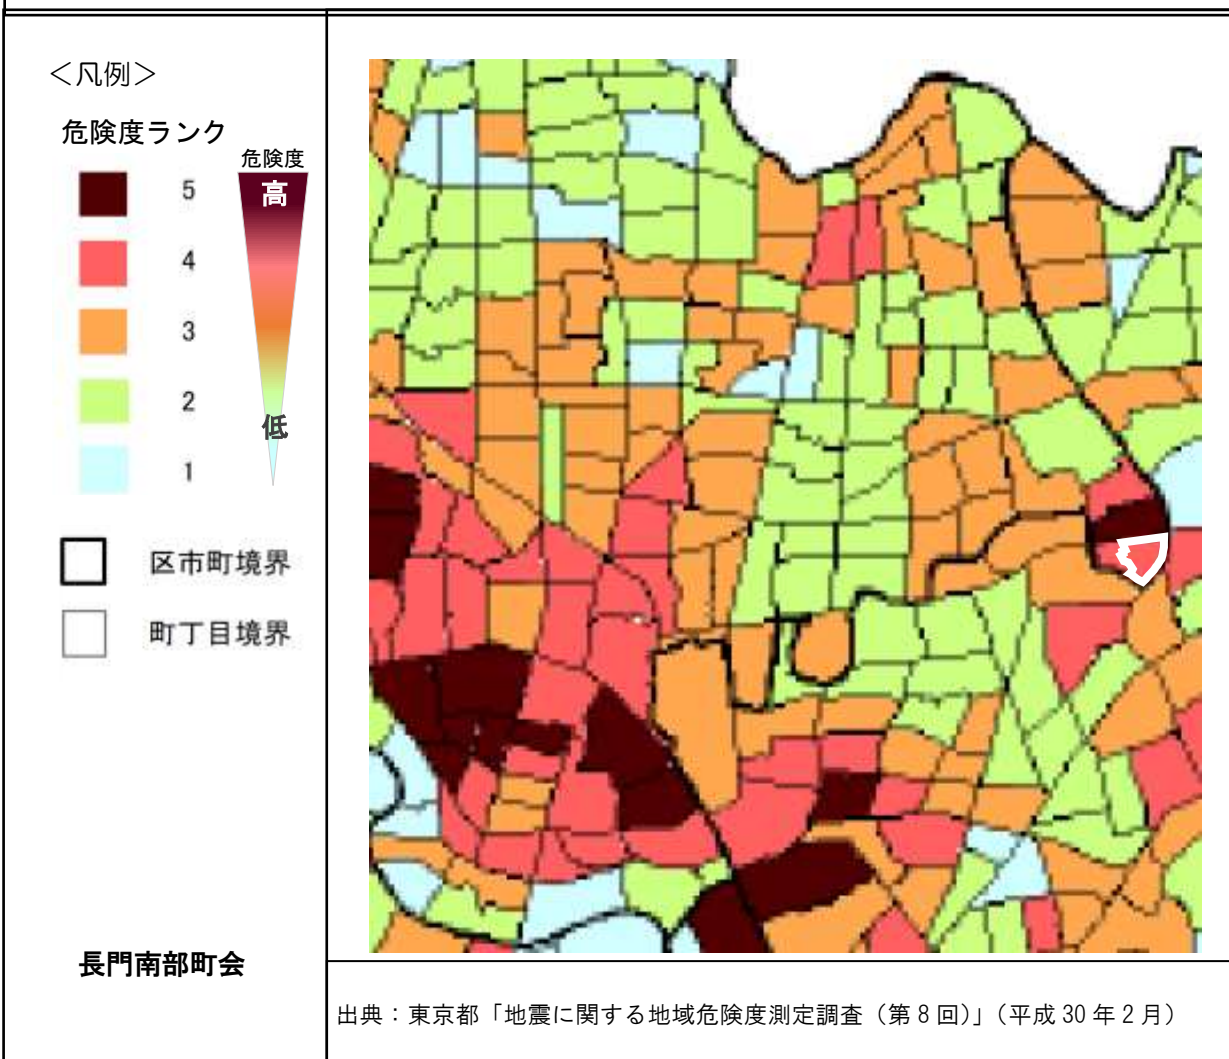 ＜凡例＞
危険度ランク
危険度
高
5
4
3
2
低
1
区市町境界
町丁目境界
長門南部町会
出典：東京都「地震に関する地域危険度測定調査（第８回）」（平成 30 年 2 月）